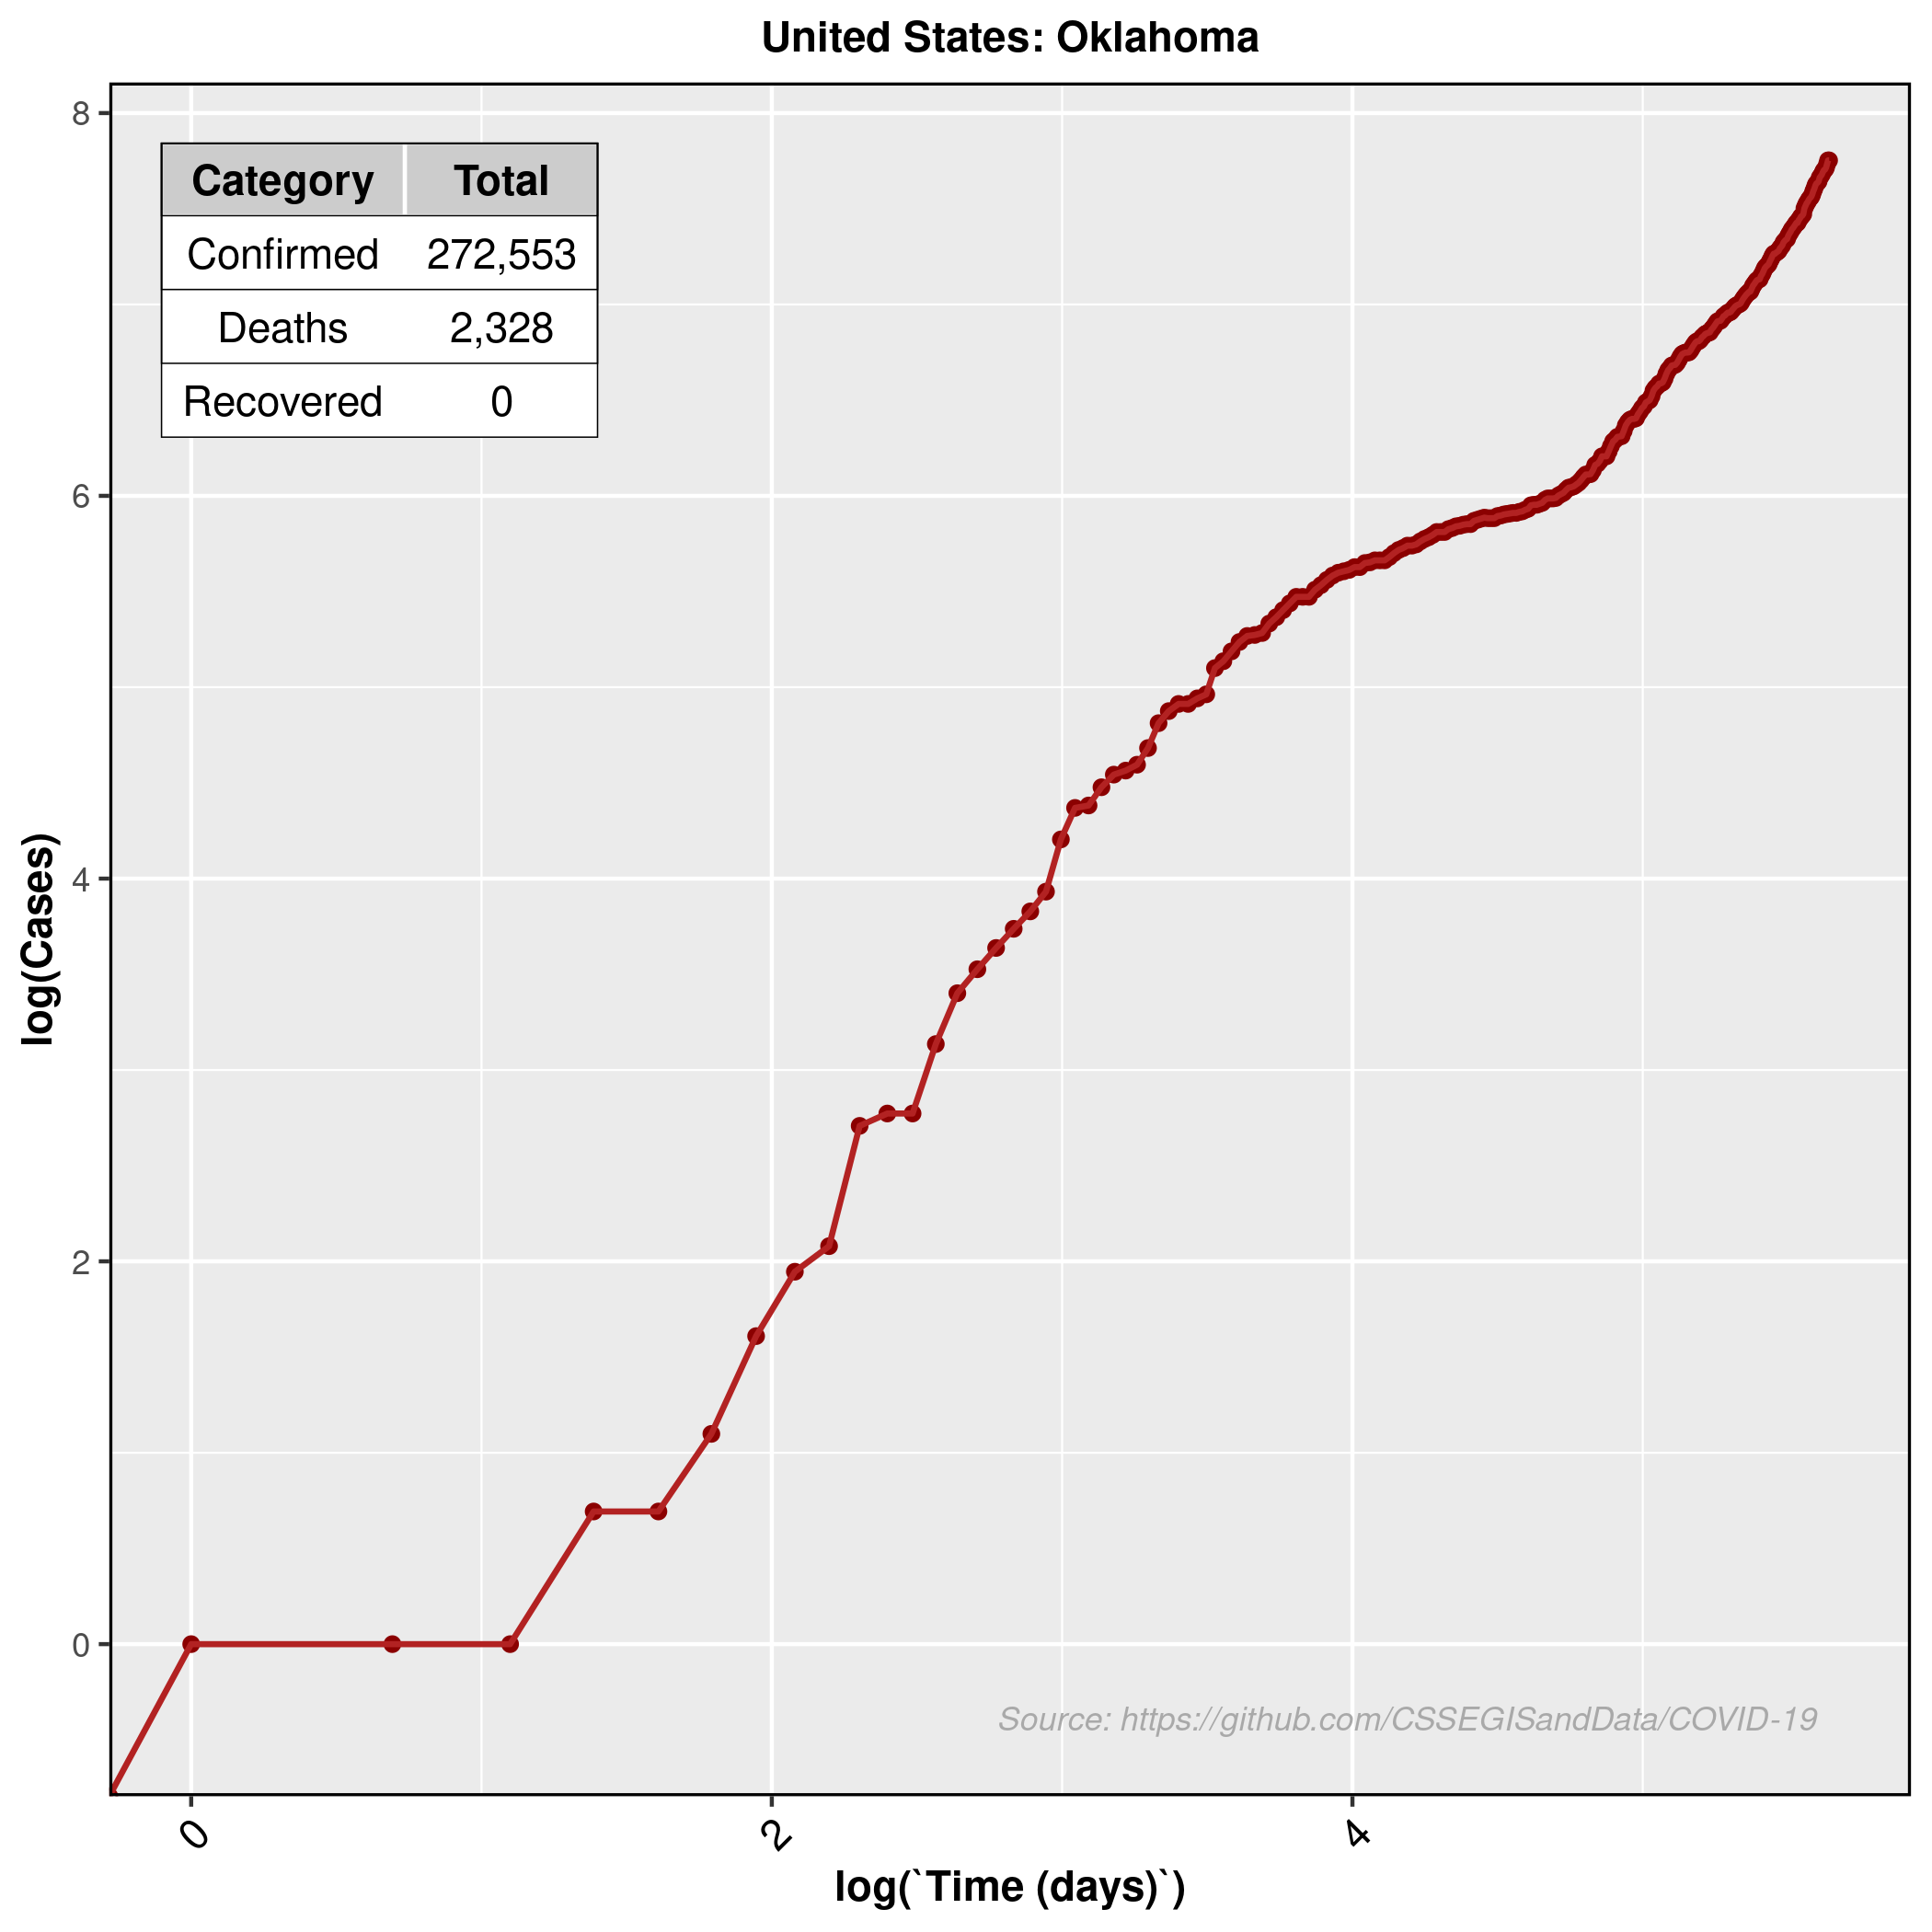 United States: Oklahoma
8
6
4
2
0
Category Total
Confirmed 272,553
Deaths 2,328
Recovered 0
log(Cases)
Source: https://github.com/CSSEGISandData/COVID-19
0 2 4
log(`Time (days)`)